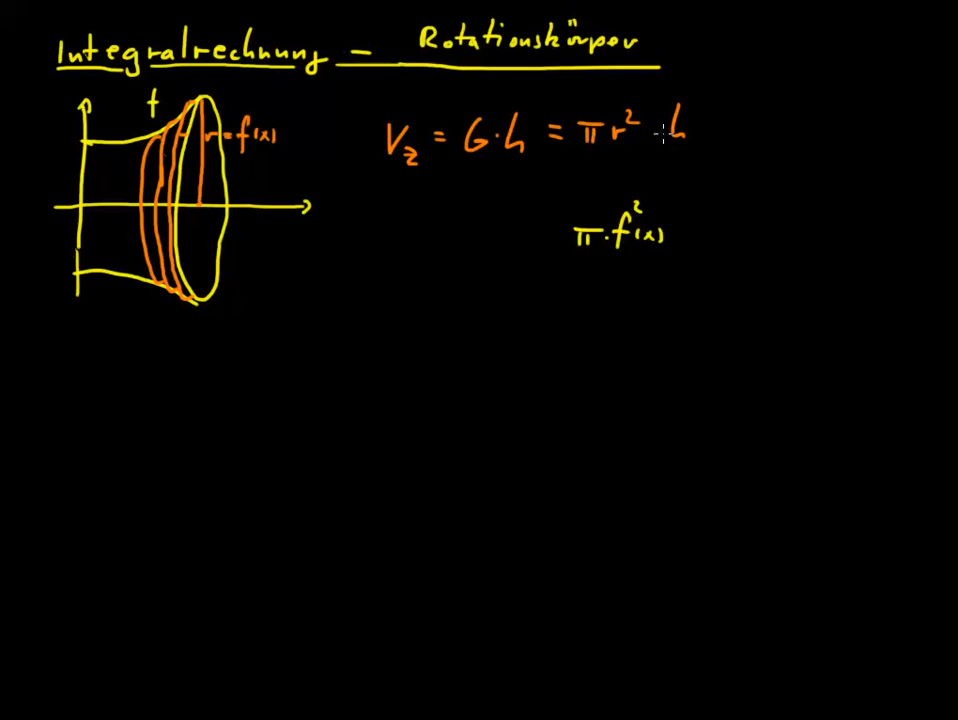 Integralrechnung - Rotationskörper
f
r = f(x)
V_Z = G · h = π r² · h
π · f²(x)